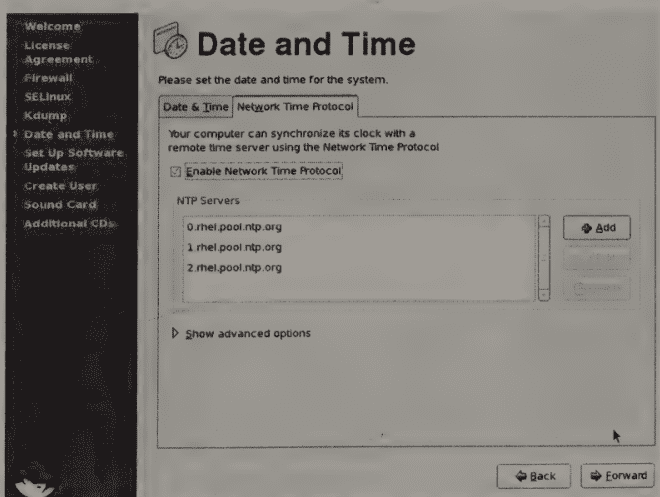 Welcome
License
Agreement
Firewall
SELinux
Kdump
Date and Time
Set Up Software
Updates
Create User
Sound Card
Additional CDs
Date and Time
Please set the date and time for the system.
Date & Time
Network Time Protocol
Your computer can synchronize its clock with a
remote time server using the Network Time Protocol
Enable Network Time Protocol
NTP Servers
0.rhel.pool.ntp.org
1.rhel.pool.ntp.org
2.rhel.pool.ntp.org
Add
Show advanced options
Back
Forward